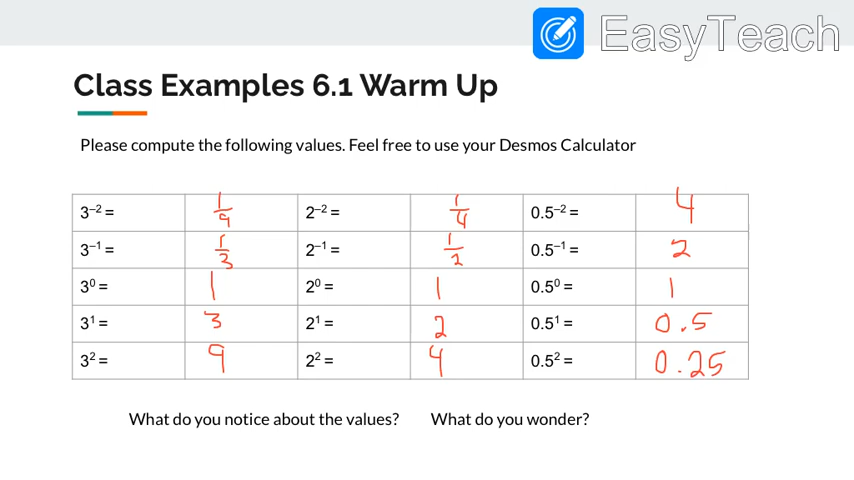 EasyTeach
Class Examples 6.1 Warm Up
Please compute the following values. Feel free to use your Desmos Calculator
3⁻² = 1/9 2⁻² = 1/4 0.5⁻² = 4
3⁻¹ = 1/3 2⁻¹ = 1/2 0.5⁻¹ = 2
3⁰ = 1 2⁰ = 1 0.5⁰ = 1
3¹ = 3 2¹ = 2 0.5¹ = 0.5
3² = 9 2² = 4 0.5² = 0.25
What do you notice about the values? What do you wonder?